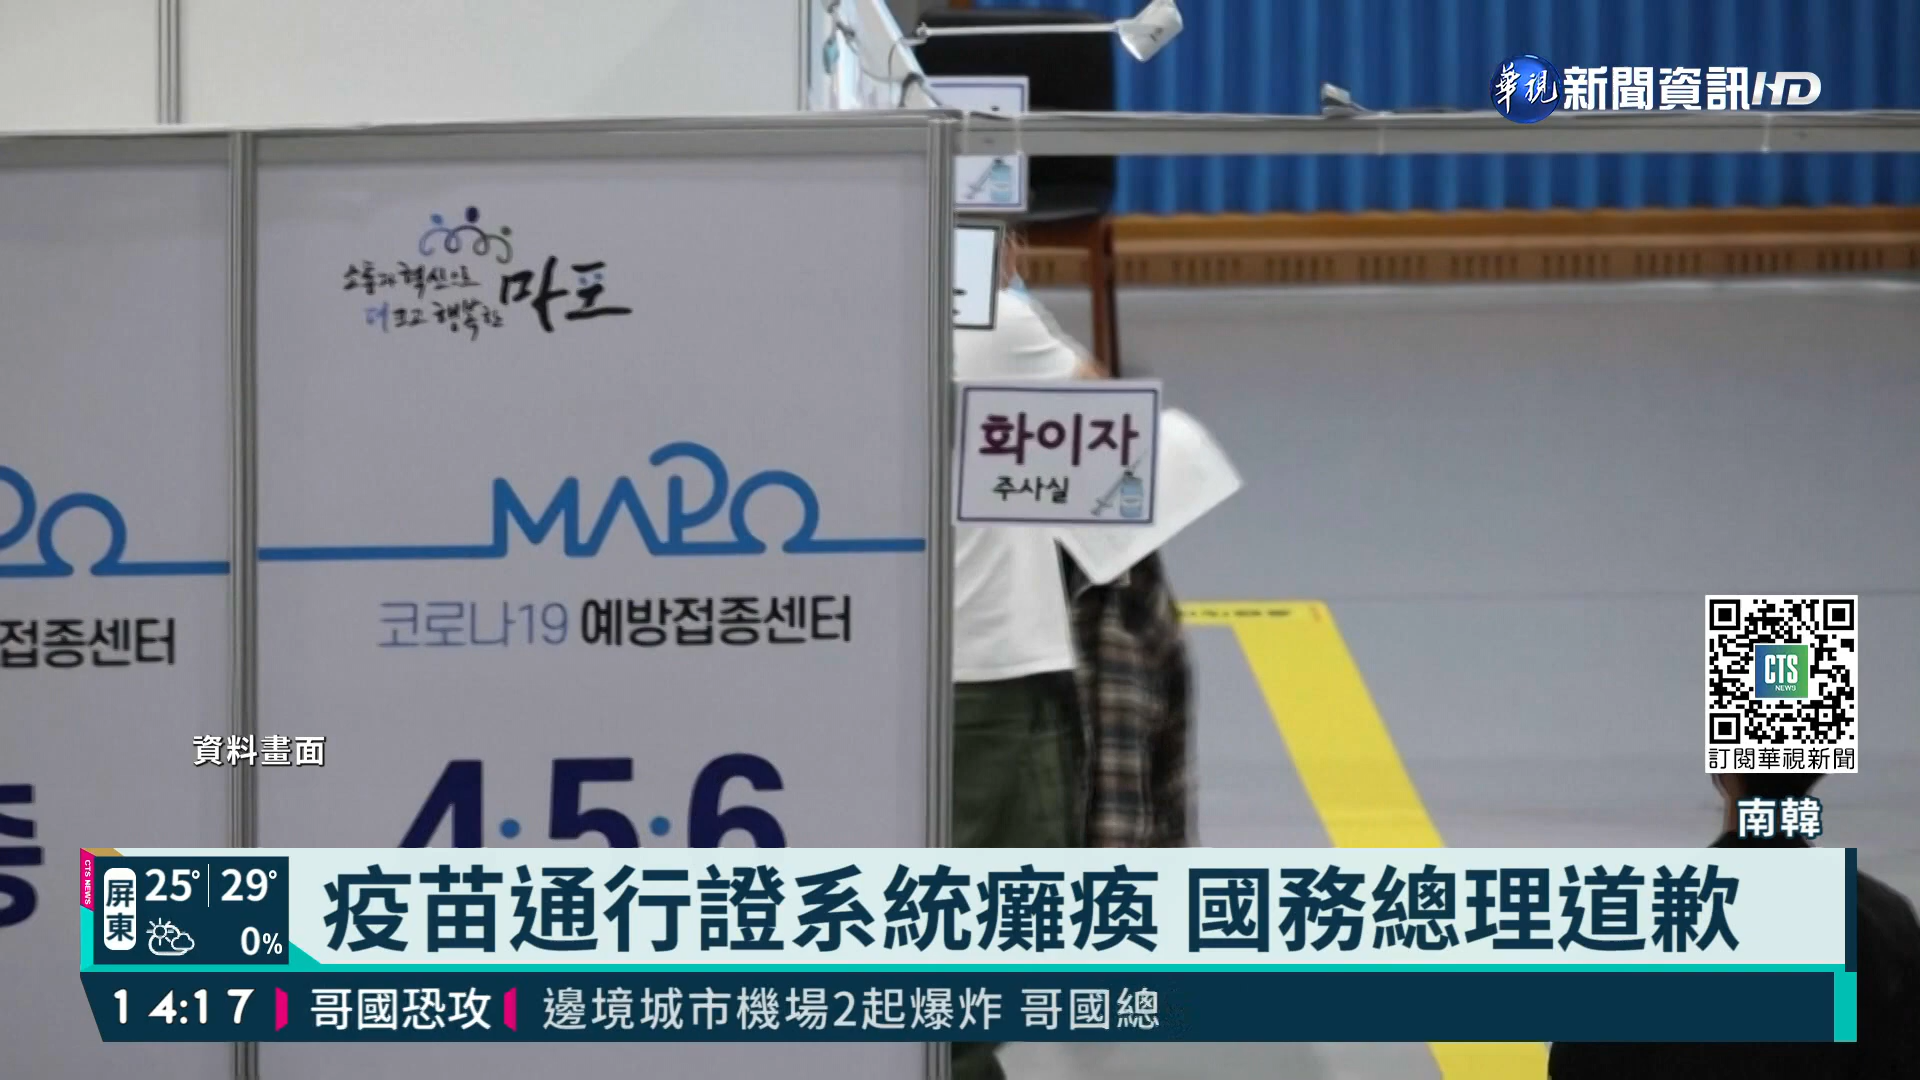 華視新聞資訊HD
소통과 혁신으로
더 크고 행복한 마포
화이자
주사실
MAPO
코로나19 예방접종센터
접종센터
4·5·6
資料畫面
CTS
NEWS
訂閱華視新聞
南韓
CTS NEWS
屏東
25° 29°
0%
疫苗通行證系統癱瘓 國務總理道歉
14:17 哥國恐攻 邊境城市機場2起爆炸 哥國總